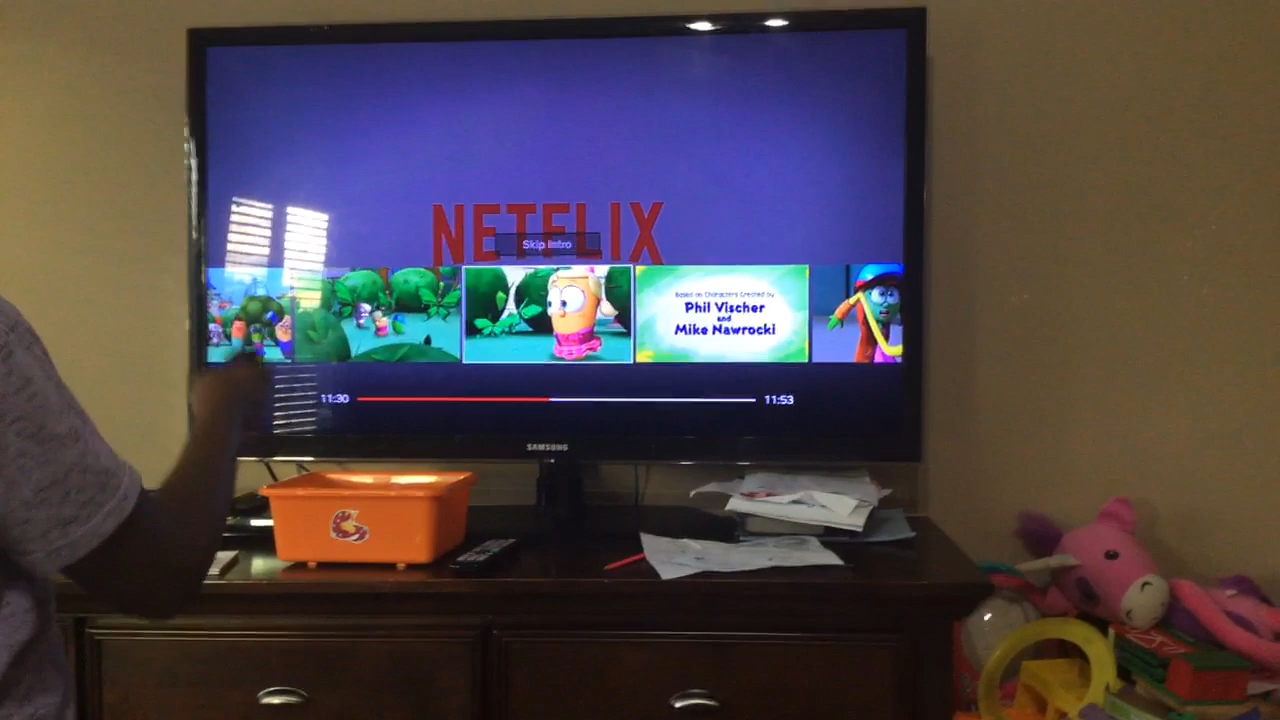 NETFLIX
Skip Intro
Based on Characters Created by
Phil Vischer
and
Mike Nawrocki
11:30
11:53
SAMSUNG